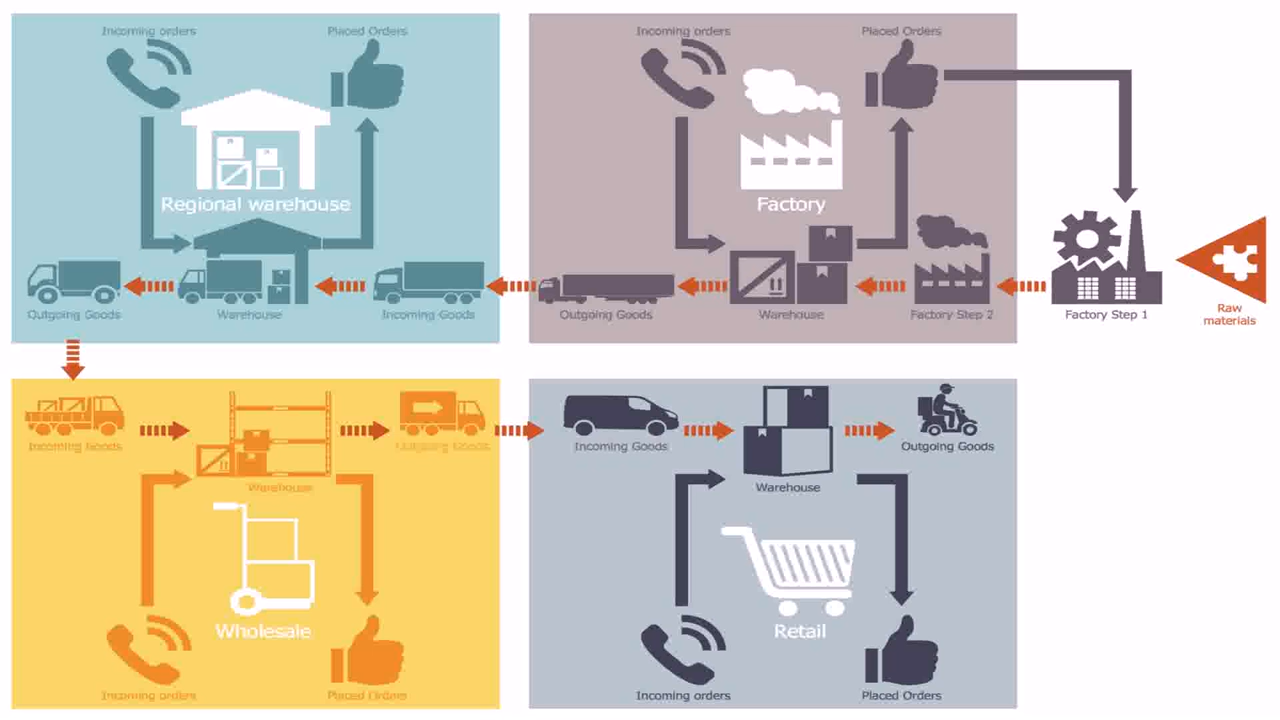 Incoming orders
Placed Orders
Regional warehouse
Outgoing Goods
Warehouse
Incoming Goods
Incoming orders
Placed Orders
Factory
Outgoing Goods
Warehouse
Factory Step 2
Factory Step 1
Raw
materials
Incoming Goods
Outgoing Goods
Warehouse
Wholesale
Incoming orders
Placed Orders
Incoming Goods
Outgoing Goods
Warehouse
Retail
Incoming orders
Placed Orders